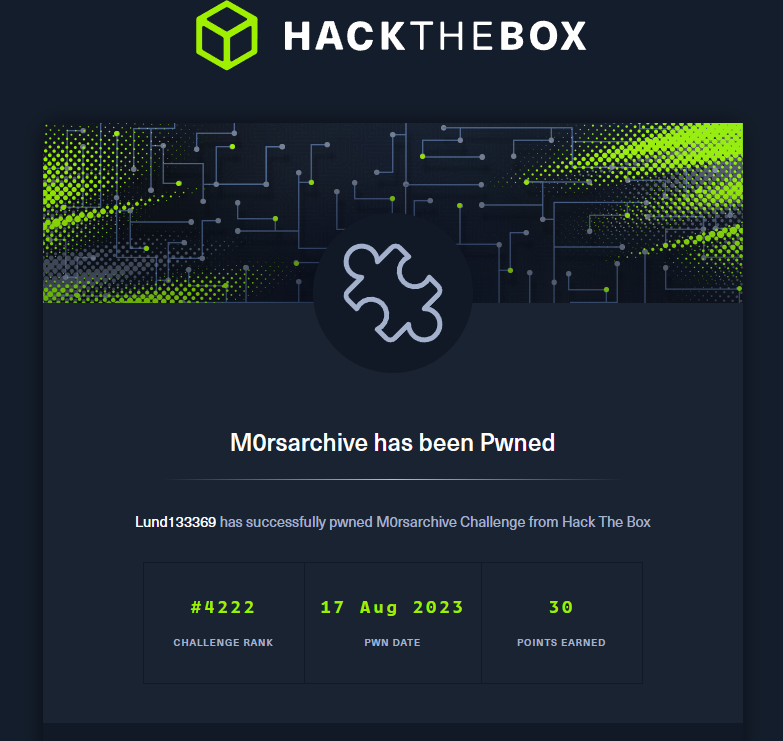 HACKTHEBOX
M0rsarchive has been Pwned
Lund133369 has successfully pwned M0rsarchive Challenge from Hack The Box
#4222 17 Aug 2023 30
CHALLENGE RANK PWN DATE POINTS EARNED